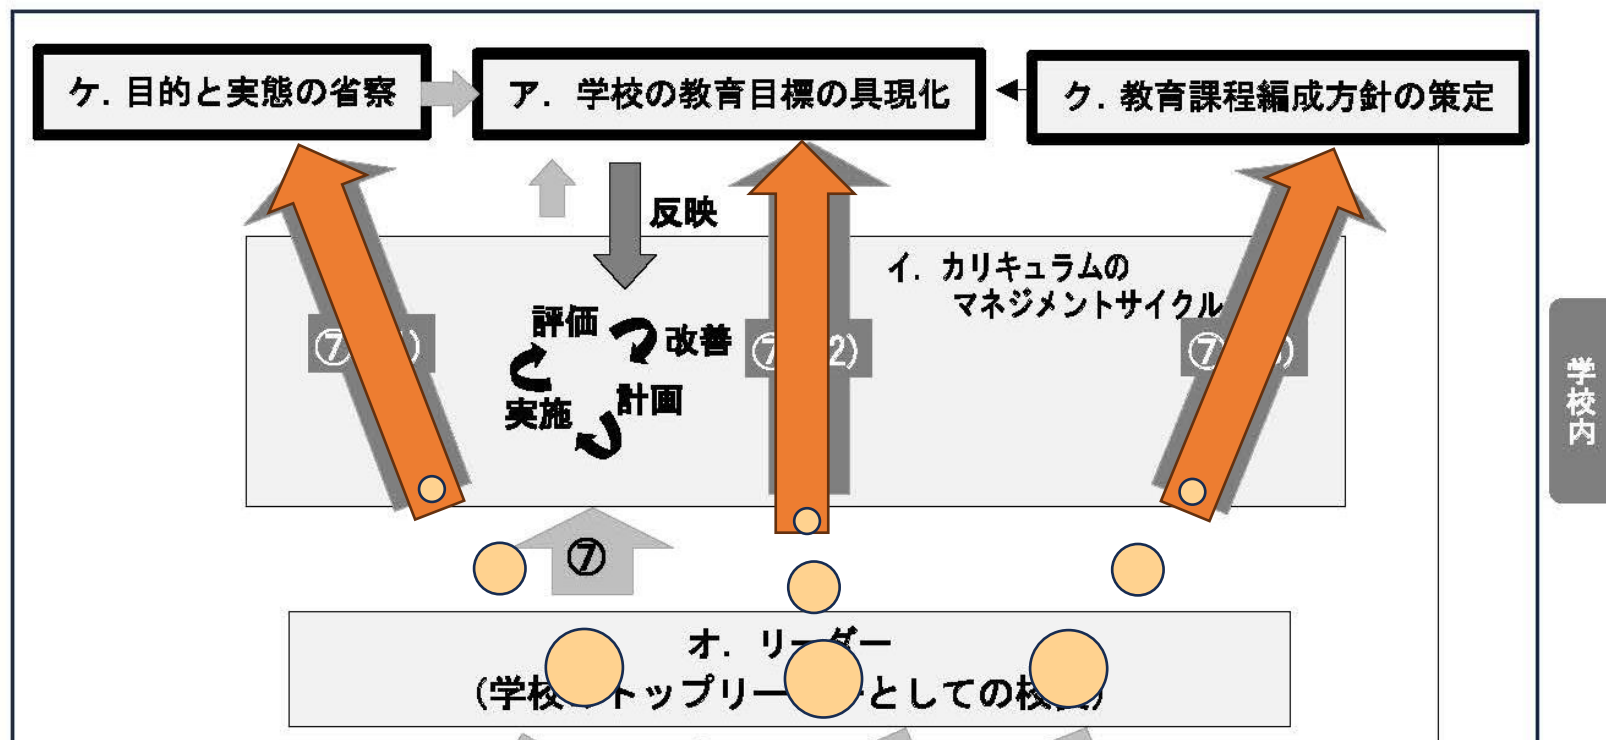 ケ. 目的と実態の省察
ア. 学校の教育目標の具現化
ク. 教育課程編成方針の策定
反映
イ. カリキュラムの
マネジメントサイクル
評価
改善
計画
実施
⑦
⑦ 2)
⑦ )
⑦
学校内
オ. リーダー
(学校 トップリー としての校 )